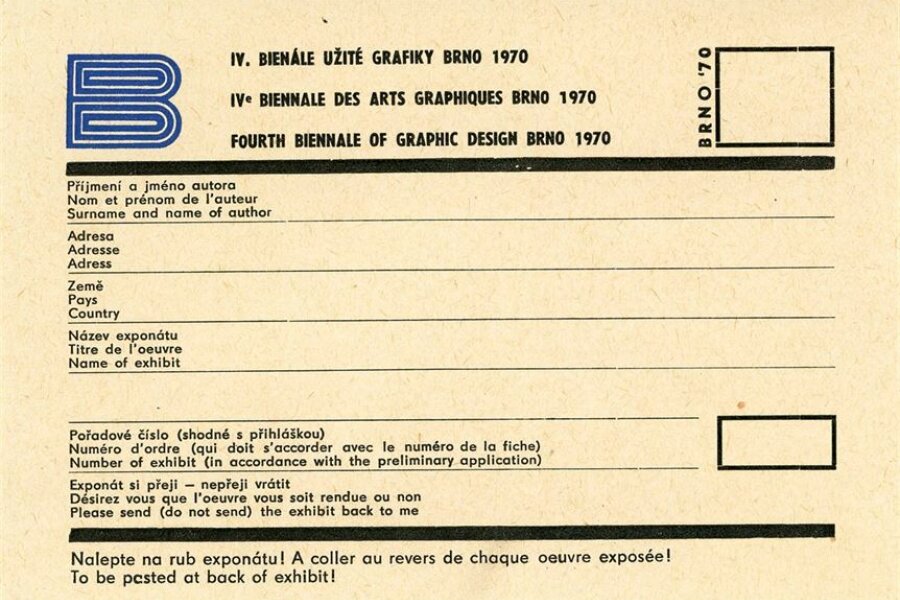 B
IV. BIENÁLE UŽITÉ GRAFIKY BRNO 1970
IVe BIENNALE DES ARTS GRAPHIQUES BRNO 1970
FOURTH BIENNALE OF GRAPHIC DESIGN BRNO 1970
BRNO '70
Příjmení a jméno autora
Nom et prénom de l'auteur
Surname and name of author
Adresa
Adresse
Adress
Země
Pays
Country
Název exponátu
Titre de l'oeuvre
Name of exhibit
Pořadové číslo (shodné s přihláškou)
Numéro d'ordre (qui doit s'accorder avec le numéro de la fiche)
Number of exhibit (in accordance with the preliminary application)
Exponát si přeji – nepřeji vrátit
Désirez vous que l'oeuvre vous soit rendue ou non
Please send (do not send) the exhibit back to me
Nalepte na rub exponátu! A coller au revers de chaque oeuvre exposée!
To be pasted at back of exhibit!